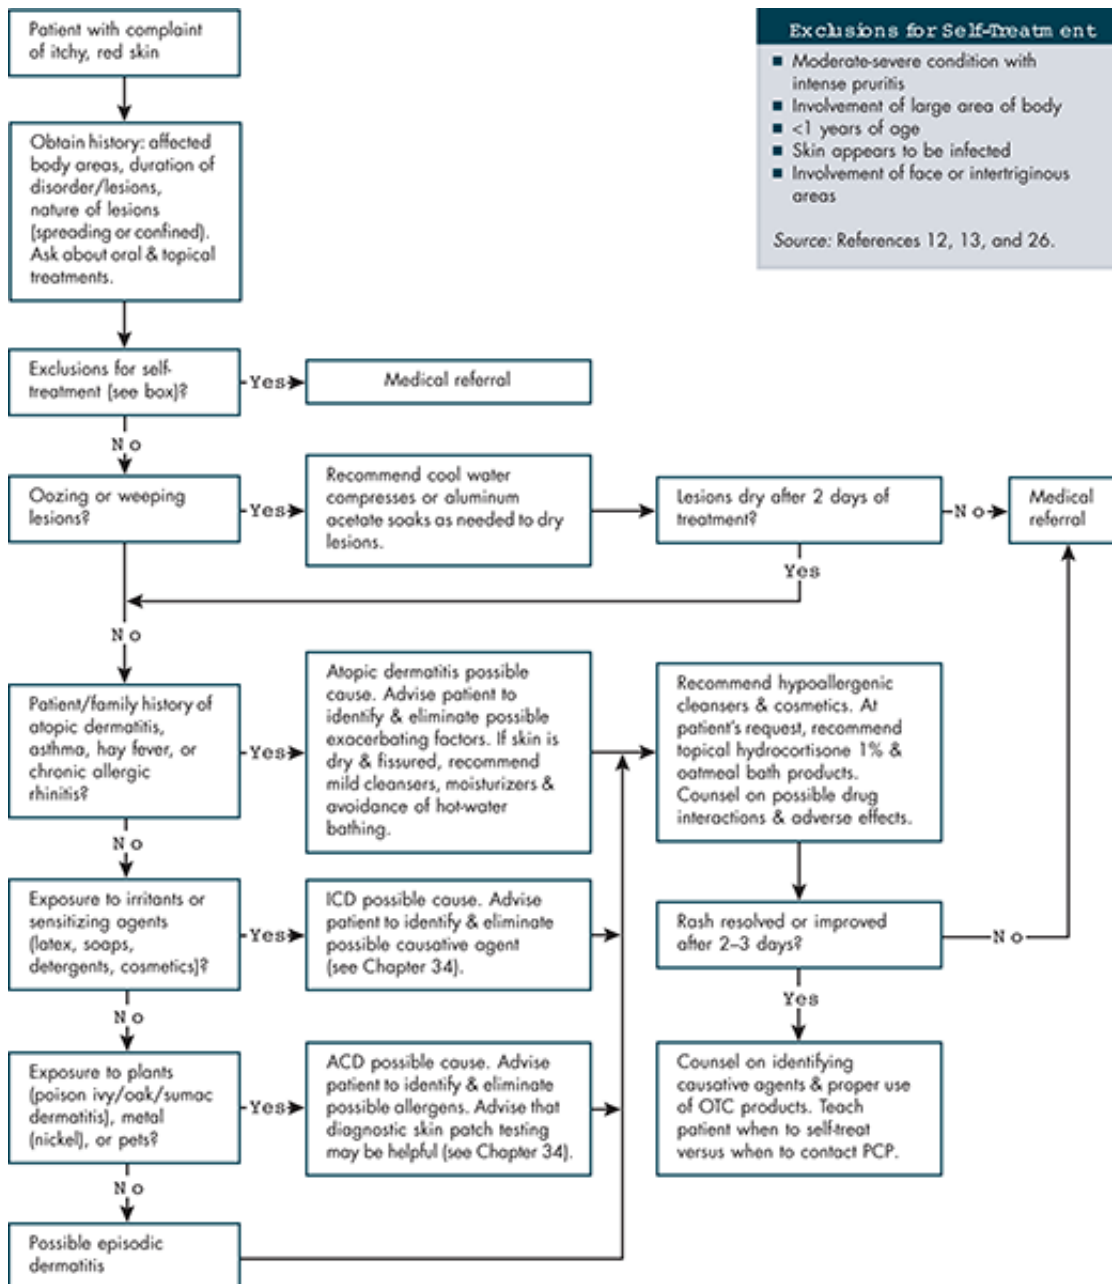 Patient with complaint
of itchy, red skin
Exclusions for Self-Treatment
■ Moderate-severe condition with
intense pruritis
■ Involvement of large area of body
■ <1 years of age
■ Skin appears to be infected
■ Involvement of face or intertriginous
areas
Source: References 12, 13, and 26.
Obtain history: affected
body areas, duration of
disorder/lesions,
nature of lesions
(spreading or confined).
Ask about oral & topical
treatments.
Exclusions for self-
treatment (see box)?
Yes
Medical referral
No
Oozing or weeping
lesions?
Yes
Recommend cool water
compresses or aluminum
acetate soaks as needed to dry
lesions.
Lesions dry after 2 days of
treatment?
No
Medical
referral
Yes
No
Patient/family history of
atopic dermatitis,
asthma, hay fever, or
chronic allergic
rhinitis?
Yes
Atopic dermatitis possible
cause. Advise patient to
identify & eliminate possible
exacerbating factors. If skin is
dry & fissured, recommend
mild cleansers, moisturizers &
avoidance of hot-water
bathing.
Recommend hypoallergenic
cleansers & cosmetics. At
patient's request, recommend
topical hydrocortisone 1% &
oatmeal bath products.
Counsel on possible drug
interactions & adverse effects.
No
Exposure to irritants or
sensitizing agents
(latex, soaps,
detergents, cosmetics)?
Yes
ICD possible cause. Advise
patient to identify & eliminate
possible causative agent
(see Chapter 34).
Rash resolved or improved
after 2–3 days?
No
Yes
No
Exposure to plants
(poison ivy/oak/sumac
dermatitis), metal
(nickel), or pets?
Yes
ACD possible cause. Advise
patient to identify & eliminate
possible allergens. Advise that
diagnostic skin patch testing
may be helpful (see Chapter 34).
Counsel on identifying
causative agents & proper use
of OTC products. Teach
patient when to self-treat
versus when to contact PCP.
No
Possible episodic
dermatitis